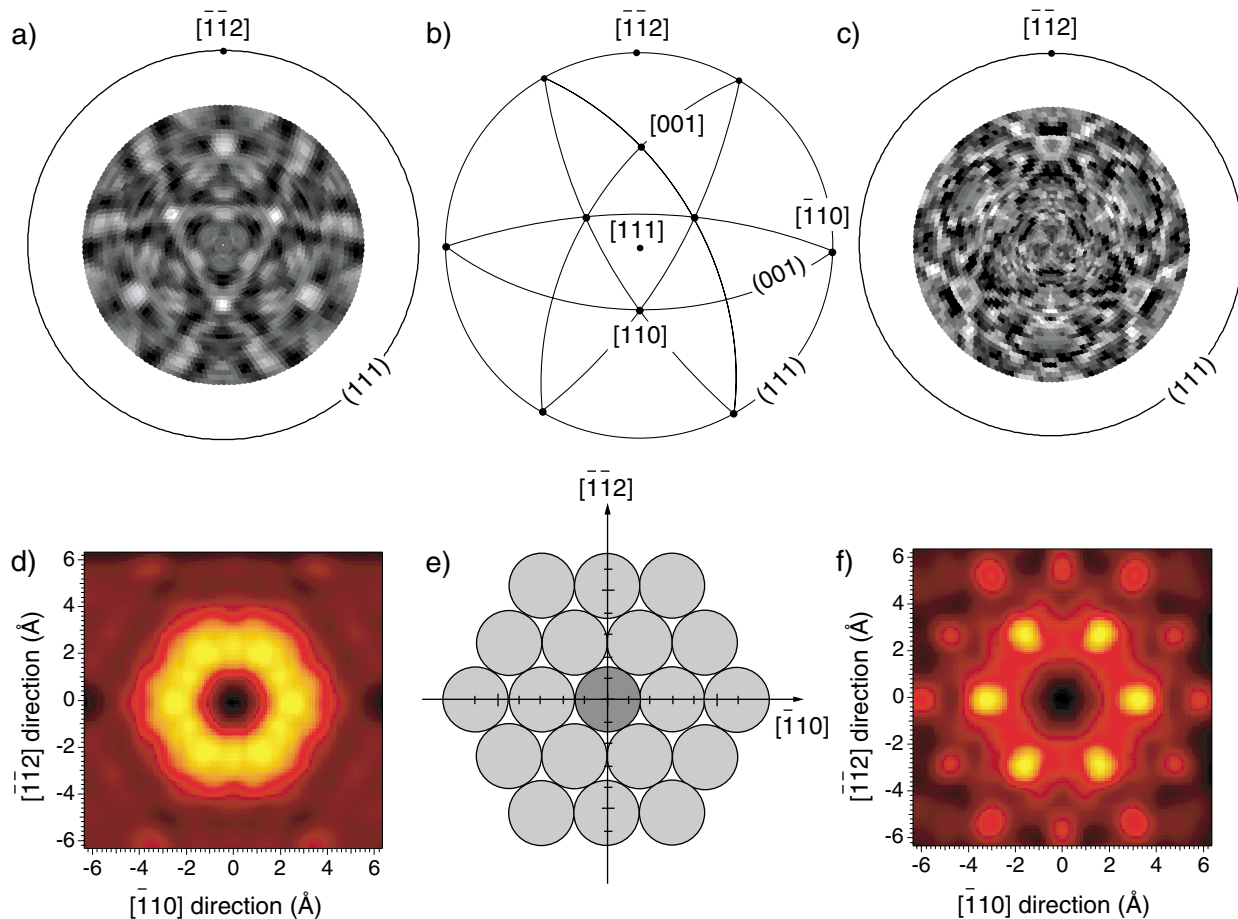 a)
[1̄1̄2]
(111)
b)
[1̄1̄2]
[001]
[1̄10]
[111]
(001)
[110]
(111)
c)
[1̄1̄2]
(111)
d)
[1̄1̄2] direction (Å)
6
4
2
0
-2
-4
-6
-6 -4 -2 0 2 4 6
[1̄10] direction (Å)
e)
[1̄1̄2]
[1̄10]
f)
[1̄1̄2] direction (Å)
6
4
2
0
-2
-4
-6
-6 -4 -2 0 2 4 6
[1̄10] direction (Å)